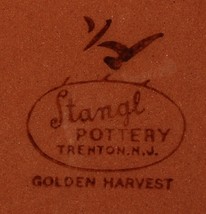 Stangl
POTTERY
TRENTON.N.J.
GOLDEN HARVEST